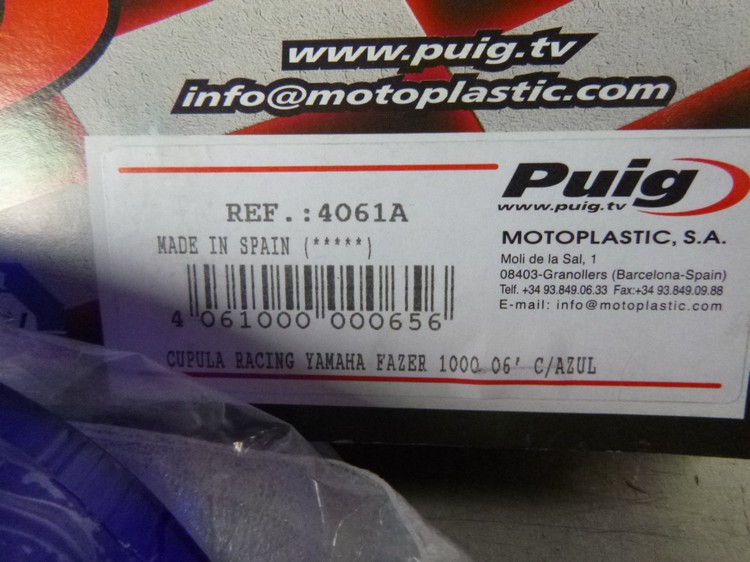 www.puig.tv
info@motoplastic.com
REF.:4061A
MADE IN SPAIN (*****)
4 061000 000656
CUPULA RACING YAMAHA FAZER 1000 06' C/AZUL
Puig
www.puig.tv
MOTOPLASTIC, S.A.
Moli de la Sal, 1
08403-Granollers (Barcelona-Spain)
Telf. +34 93.849.06.33 Fax:+34 93.849.09.88
E-mail: info@motoplastic.com